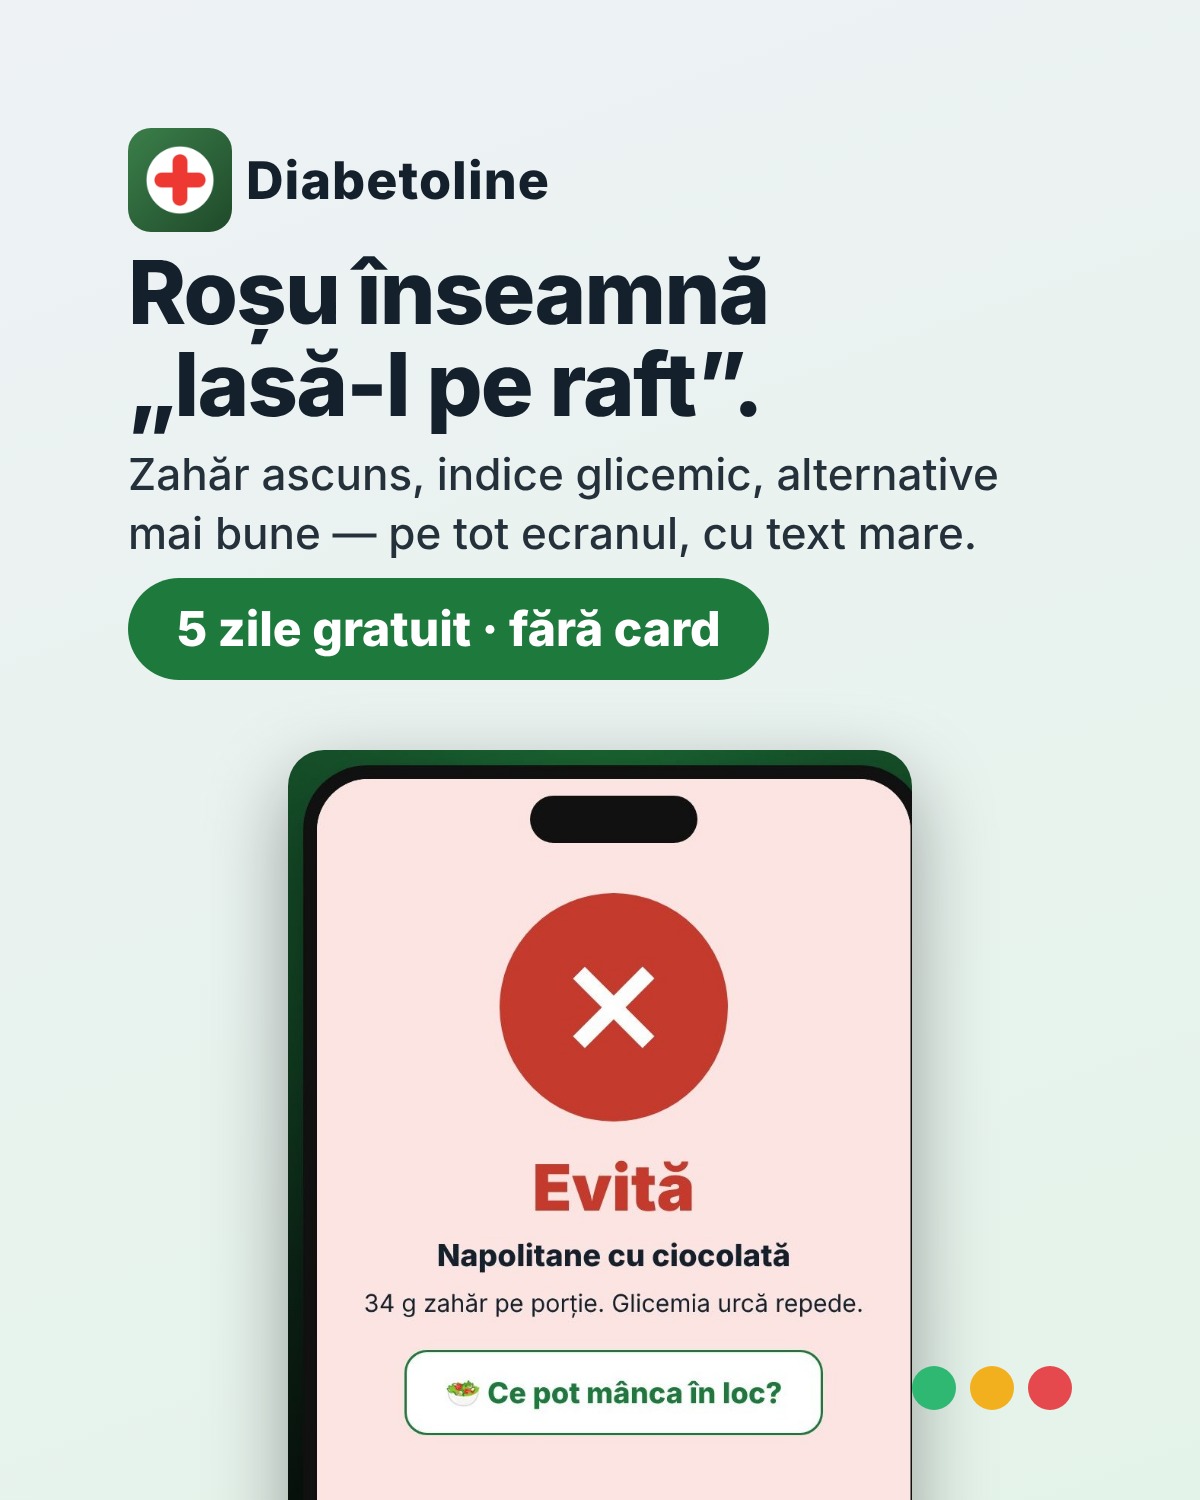 Diabetoline
Roșu înseamnă
„lasă-l pe raft”.
Zahăr ascuns, indice glicemic, alternative
mai bune — pe tot ecranul, cu text mare.
5 zile gratuit · fără card
Evită
Napolitane cu ciocolată
34 g zahăr pe porție. Glicemia urcă repede.
🥗 Ce pot mânca în loc?